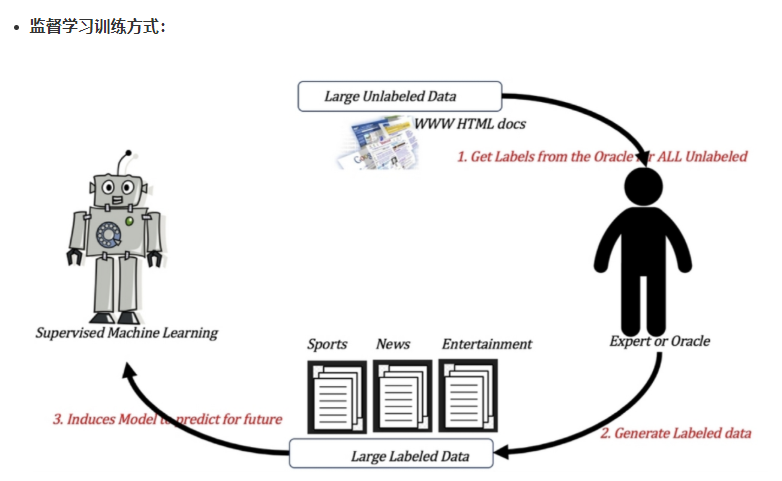 监督学习训练方式：
Large Unlabeled Data
WWW HTML docs
1. Get Labels from the Oracle for ALL Unlabeled
Supervised Machine Learning
Expert or Oracle
Sports News Entertainment
3. Induces Model to predict for future
2. Generate Labeled data
Large Labeled Data